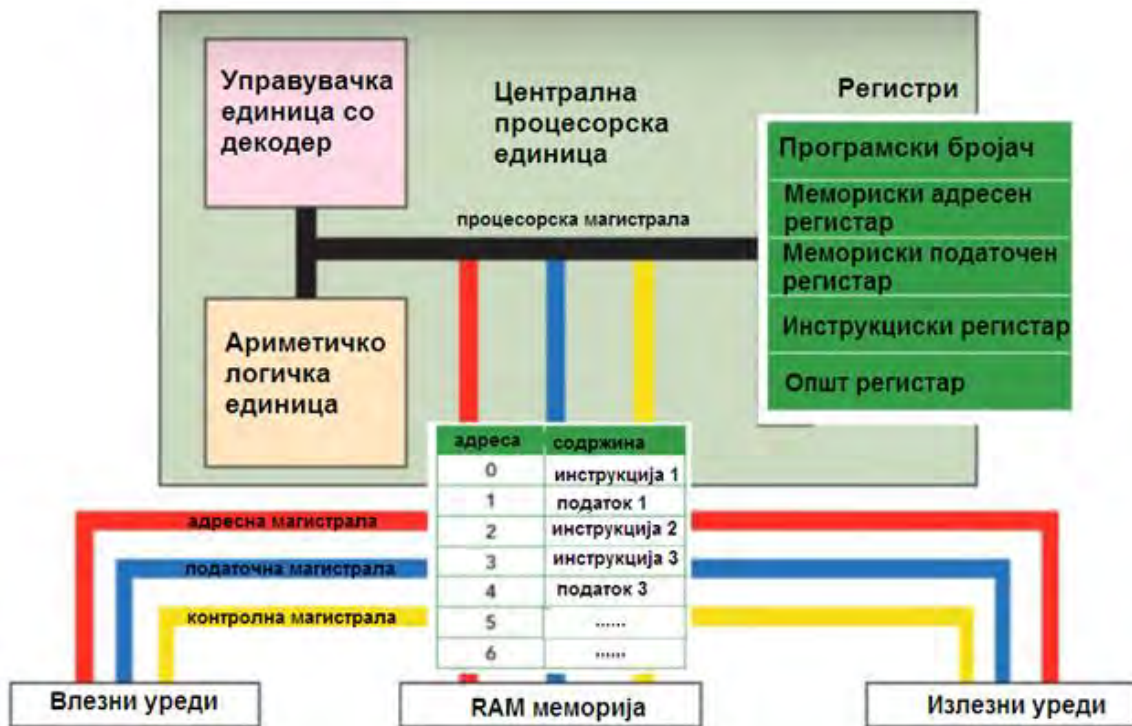 Управувачка
единица со
декодер
Централна
процесорска
единица
Регистри
Програмски бројач
Мемориски адресен
регистар
Мемориски податочен
регистар
Инструкциски регистар
Општ регистар
процесорска магистрала
Ариметичко
логичка
единица
адреса содржина
0 инструкција 1
1 податок 1
2 инструкција 2
3 инструкција 3
4 податок 3
5 ......
6 ......
адресна магистрала
податочна магистрала
контролна магистрала
Влезни уреди
RAM меморија
Излезни уреди